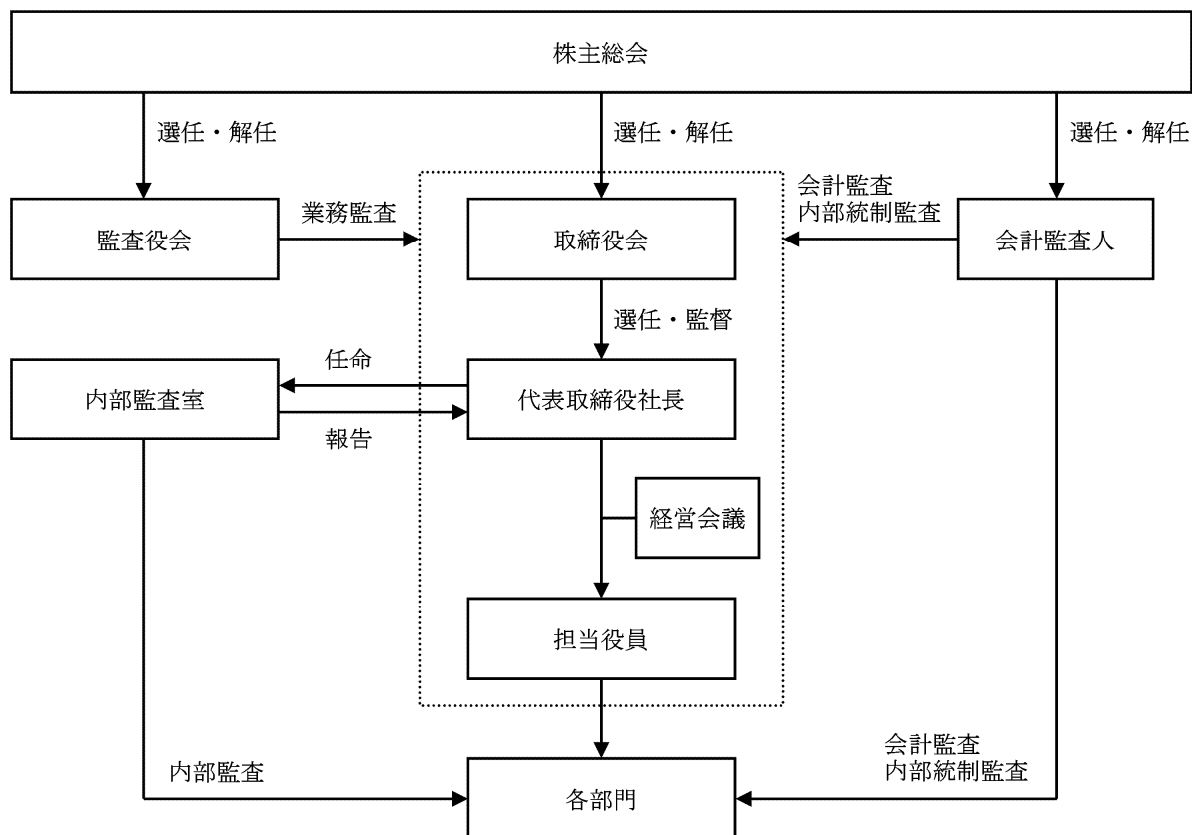 株主総会
選任・解任
選任・解任
選任・解任
監査役会
業務監査
取締役会
会計監査
内部統制監査
会計監査人
選任・監督
内部監査室
任命
報告
代表取締役社長
経営会議
担当役員
内部監査
各部門
会計監査
内部統制監査